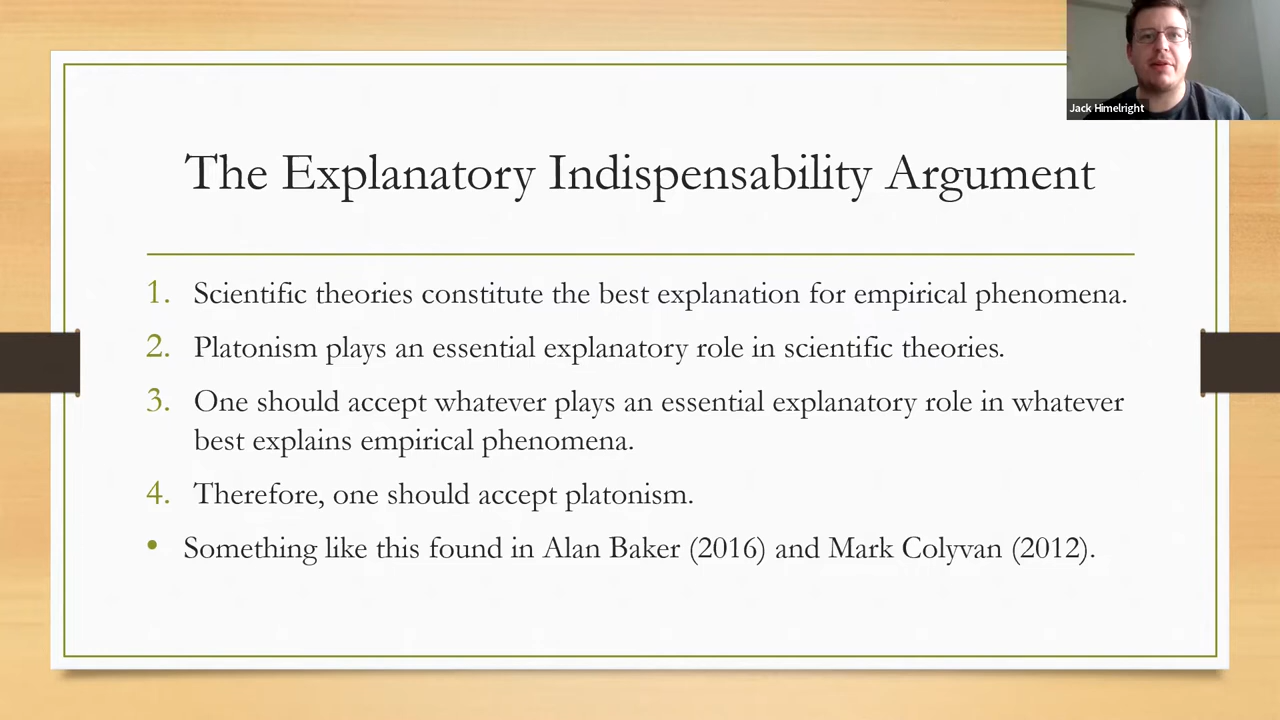 Jack Himelright
The Explanatory Indispensability Argument
1. Scientific theories constitute the best explanation for empirical phenomena.
2. Platonism plays an essential explanatory role in scientific theories.
3. One should accept whatever plays an essential explanatory role in whatever
best explains empirical phenomena.
4. Therefore, one should accept platonism.
• Something like this found in Alan Baker (2016) and Mark Colyvan (2012).